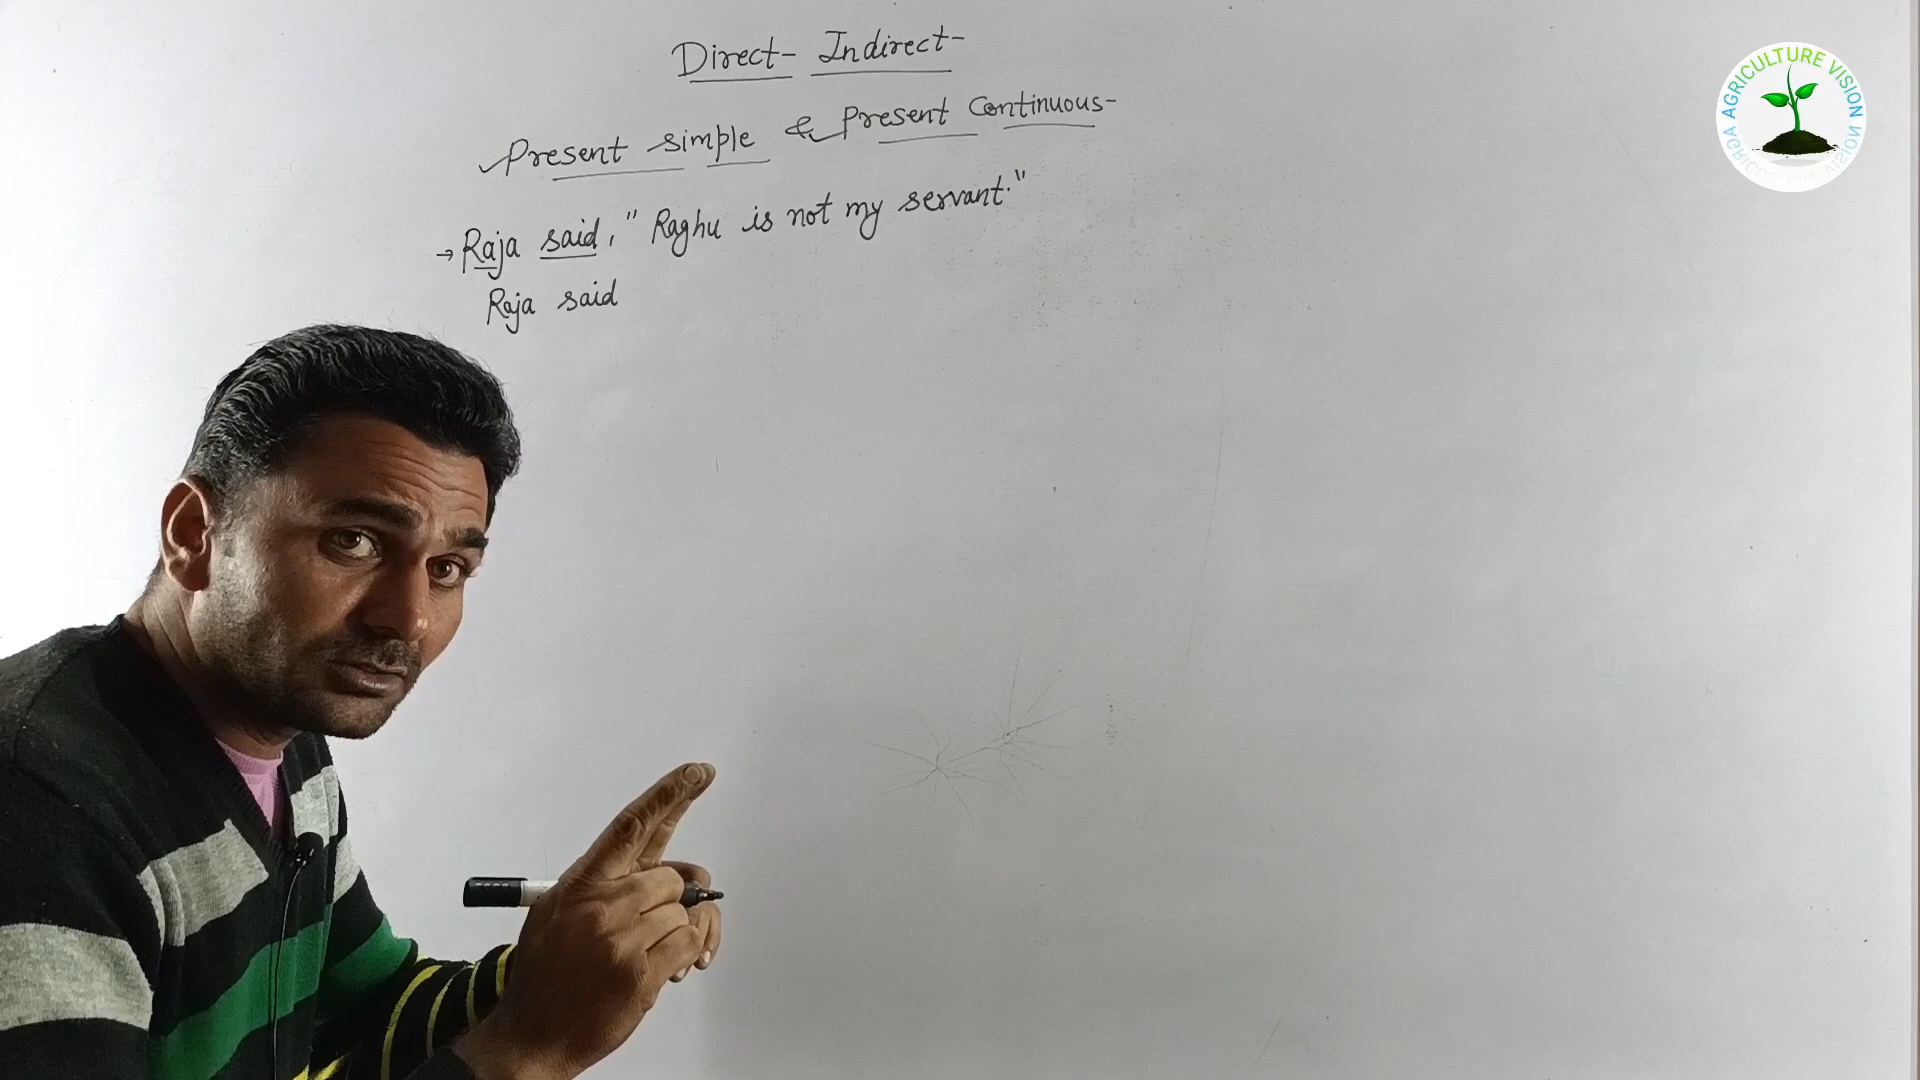 Direct- Indirect-
Present simple & Present Continuous-
→ Raja said, "Raghu is not my servant."
Raja said
AGRICULTURE VISION